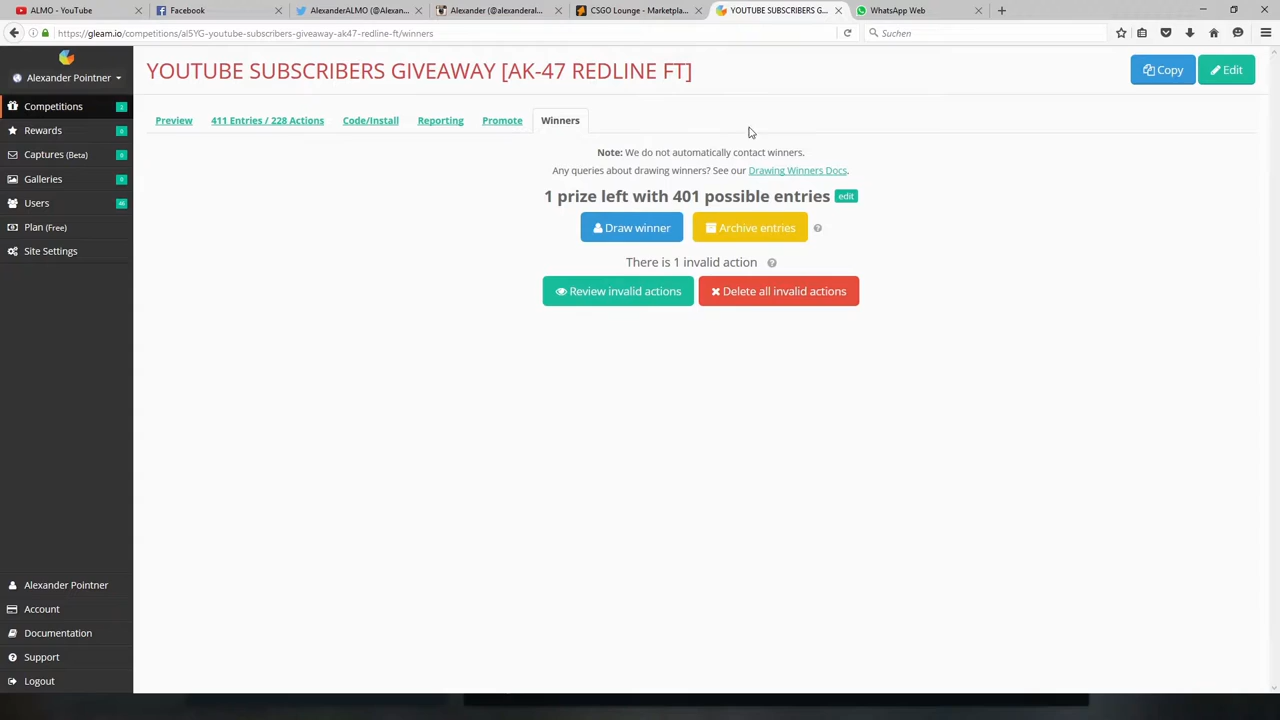 ALMO - YouTube
Facebook
AlexanderALMO (@Alexan...
Alexander (@alexanderal...
CSGO Lounge - Marketpla...
YOUTUBE SUBSCRIBERS G...
WhatsApp Web
https://gleam.io/competitions/al5YG-youtube-subscribers-giveaway-ak47-redline-ft/winners
Suchen
Alexander Pointner
YOUTUBE SUBSCRIBERS GIVEAWAY [AK-47 REDLINE FT]
Copy
Edit
Competitions 2
Rewards 0
Captures (Beta) 0
Galleries 0
Users 46
Plan (Free)
Site Settings
Preview
411 Entries / 228 Actions
Code/Install
Reporting
Promote
Winners
Note: We do not automatically contact winners.
Any queries about drawing winners? See our Drawing Winners Docs.
1 prize left with 401 possible entries edit
Draw winner
Archive entries
There is 1 invalid action
Review invalid actions
Delete all invalid actions
Alexander Pointner
Account
Documentation
Support
Logout